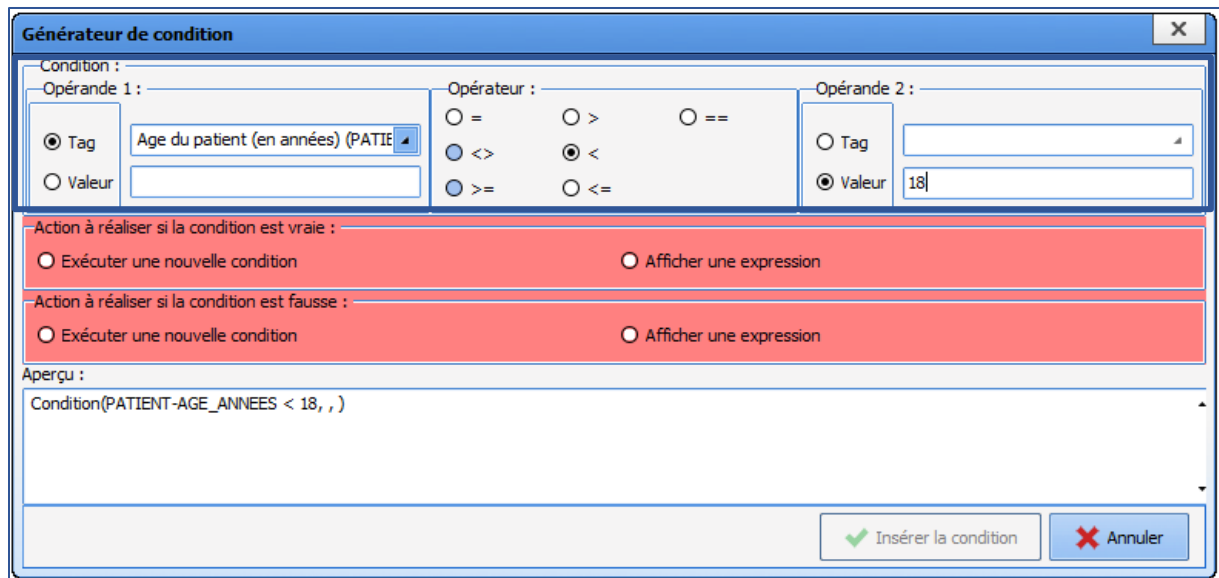 Générateur de condition
Condition :
Opérande 1 :
Tag
Age du patient (en années) (PATIE
Valeur
Opérateur :
= > ==
<> <
>= <=
Opérande 2 :
Tag
Valeur 18
Action à réaliser si la condition est vraie :
Exécuter une nouvelle condition Afficher une expression
Action à réaliser si la condition est fausse :
Exécuter une nouvelle condition Afficher une expression
Aperçu :
Condition(PATIENT-AGE_ANNEES < 18, , )
Insérer la condition Annuler